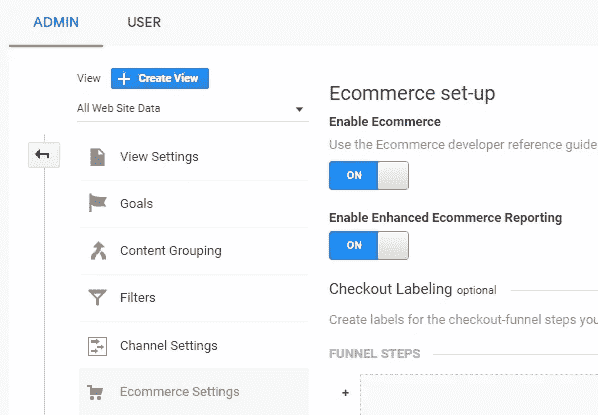 ADMIN USER
View + Create View
All Web Site Data
View Settings
Goals
Content Grouping
Filters
Channel Settings
Ecommerce Settings
Ecommerce set-up
Enable Ecommerce
Use the Ecommerce developer reference guide
ON
Enable Enhanced Ecommerce Reporting
ON
Checkout Labeling optional
Create labels for the checkout-funnel steps you
FUNNEL STEPS
+